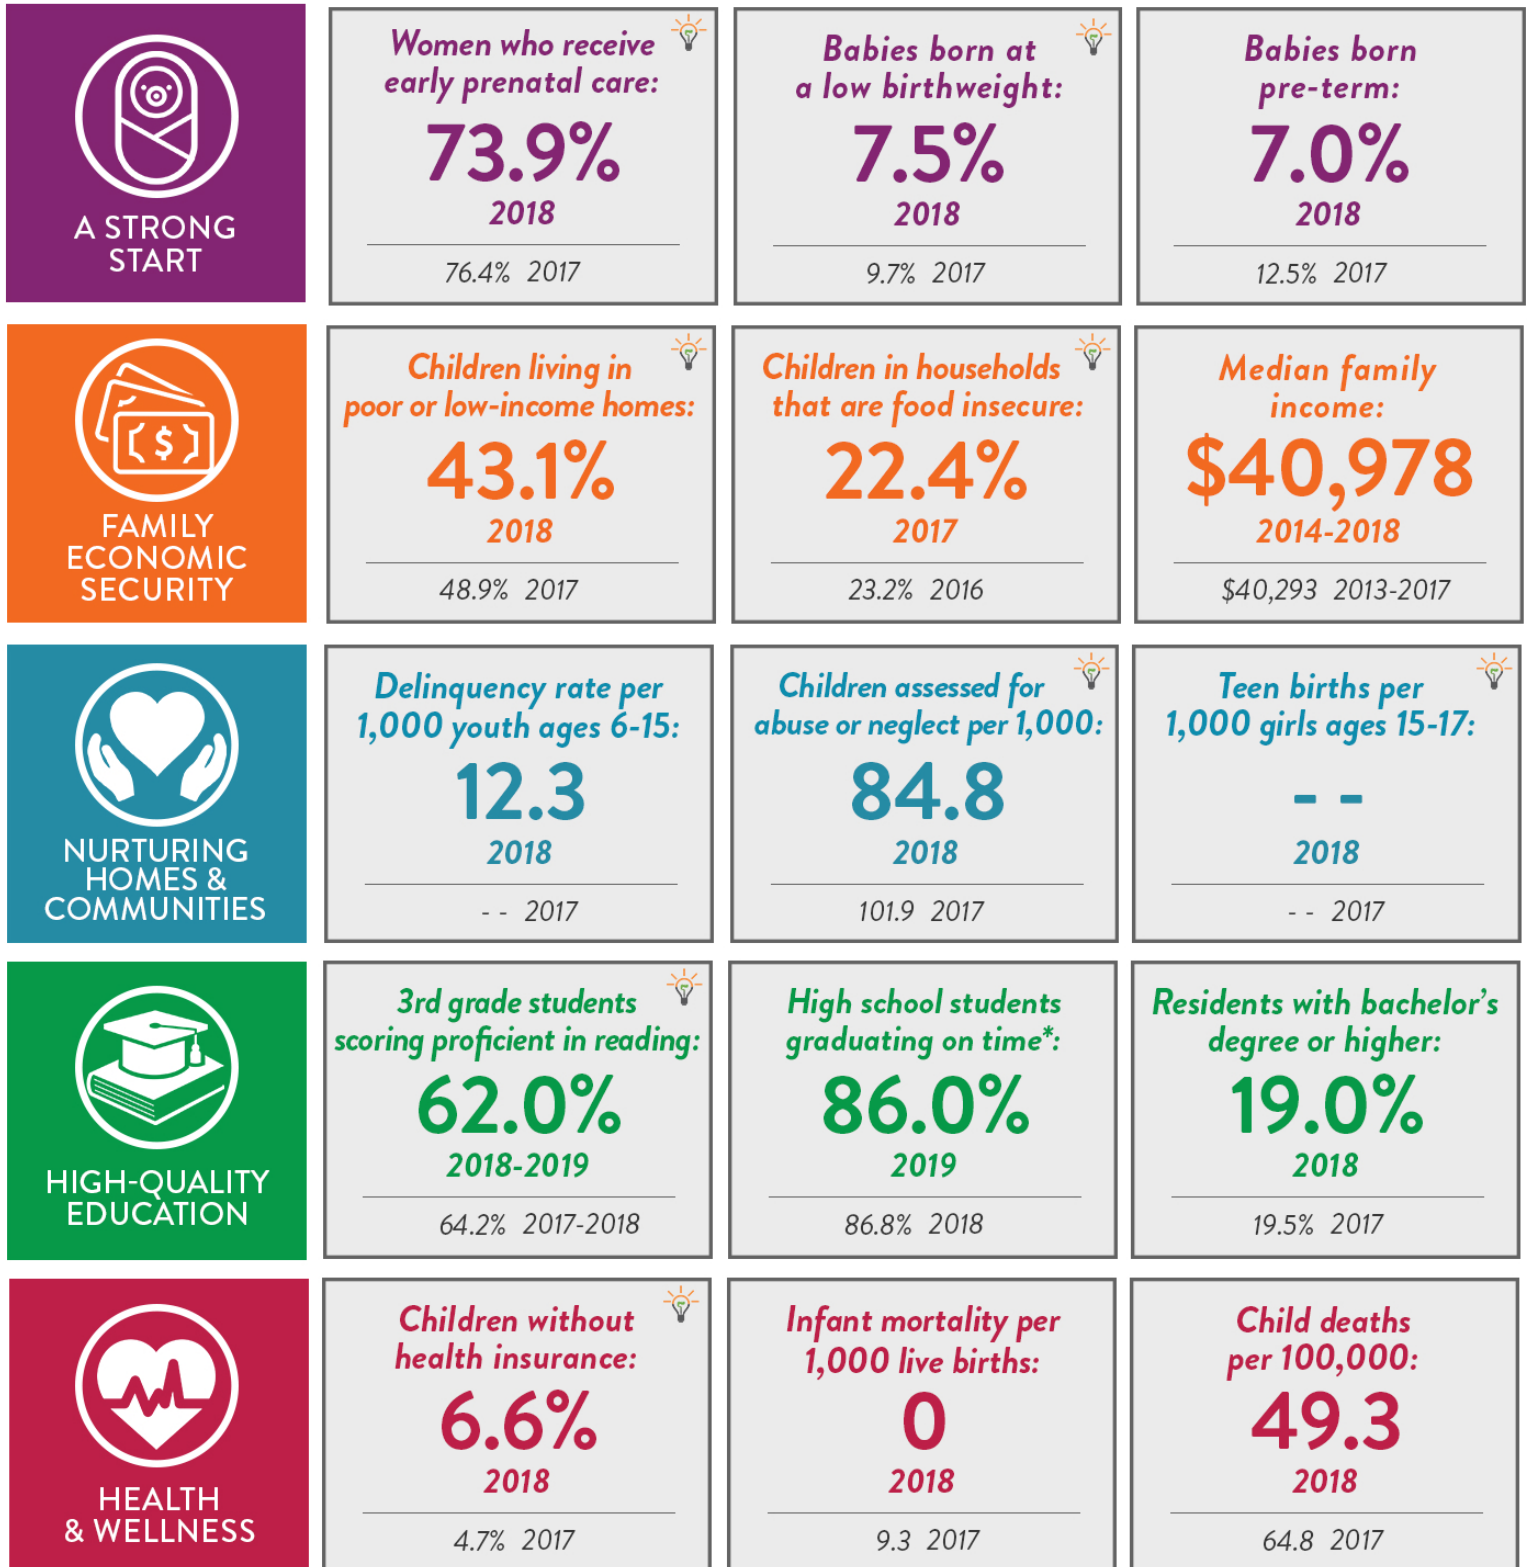 A STRONG
START
Women who receive
early prenatal care:
73.9%
2018
76.4% 2017
Babies born at
a low birthweight:
7.5%
2018
9.7% 2017
Babies born
pre-term:
7.0%
2018
12.5% 2017
$
FAMILY
ECONOMIC
SECURITY
Children living in
poor or low-income homes:
43.1%
2018
48.9% 2017
Children in households
that are food insecure:
22.4%
2017
23.2% 2016
Median family
income:
$40,978
2014-2018
$40,293 2013-2017
NURTURING
HOMES &
COMMUNITIES
Delinquency rate per
1,000 youth ages 6-15:
12.3
2018
- - 2017
Children assessed for
abuse or neglect per 1,000:
84.8
2018
101.9 2017
Teen births per
1,000 girls ages 15-17:
- -
2018
- - 2017
HIGH-QUALITY
EDUCATION
3rd grade students
scoring proficient in reading:
62.0%
2018-2019
64.2% 2017-2018
High school students
graduating on time*:
86.0%
2019
86.8% 2018
Residents with bachelor's
degree or higher:
19.0%
2018
19.5% 2017
HEALTH
& WELLNESS
Children without
health insurance:
6.6%
2018
4.7% 2017
Infant mortality per
1,000 live births:
0
2018
9.3 2017
Child deaths
per 100,000:
49.3
2018
64.8 2017